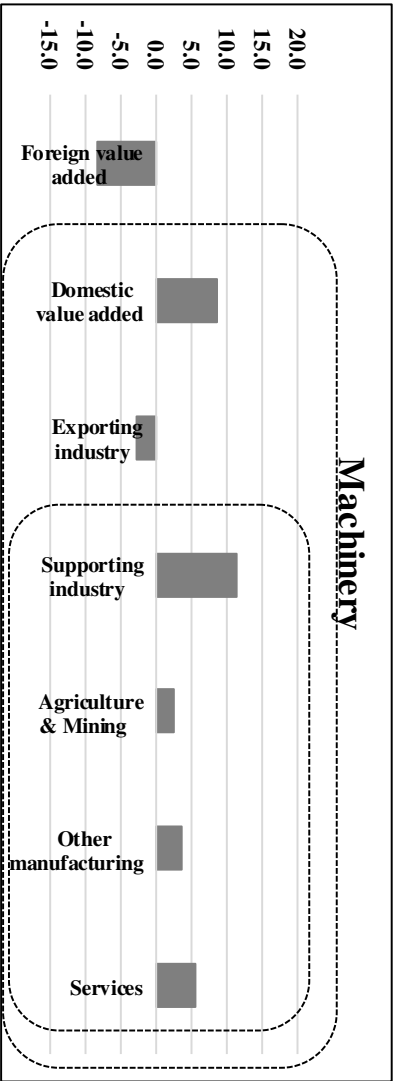 Machinery
20.0
15.0
10.0
5.0
0.0
-5.0
-10.0
-15.0
Foreign value
added
Domestic
value added
Exporting
industry
Supporting
industry
Agriculture
& Mining
Other
manufacturing
Services